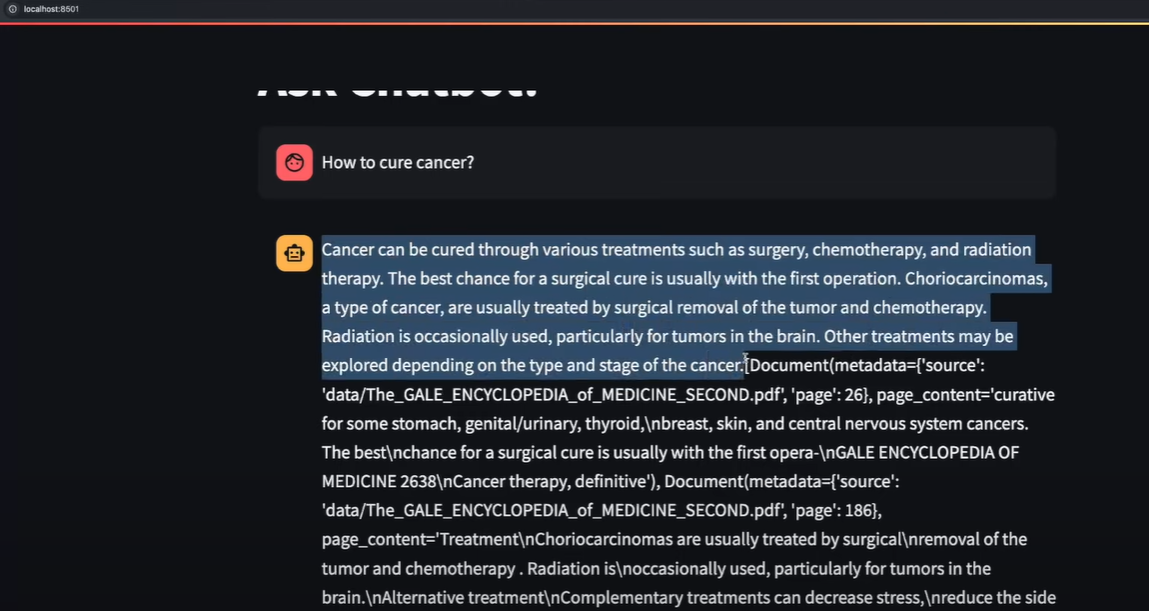 localhost:8501
Ask Chatbot!
How to cure cancer?
Cancer can be cured through various treatments such as surgery, chemotherapy, and radiation
therapy. The best chance for a surgical cure is usually with the first operation. Choriocarcinomas,
a type of cancer, are usually treated by surgical removal of the tumor and chemotherapy.
Radiation is occasionally used, particularly for tumors in the brain. Other treatments may be
explored depending on the type and stage of the cancer.[Document(metadata={'source':
'data/The_GALE_ENCYCLOPEDIA_of_MEDICINE_SECOND.pdf', 'page': 26}, page_content='curative
for some stomach, genital/urinary, thyroid,\nbreast, skin, and central nervous system cancers.
The best\nchance for a surgical cure is usually with the first opera-\nGALE ENCYCLOPEDIA OF
MEDICINE 2638\nCancer therapy, definitive'), Document(metadata={'source':
'data/The_GALE_ENCYCLOPEDIA_of_MEDICINE_SECOND.pdf', 'page': 186},
page_content='Treatment\nChoriocarcinomas are usually treated by surgical\nremoval of the
tumor and chemotherapy . Radiation is\noccasionally used, particularly for tumors in the
brain.\nAlternative treatment\nComplementary treatments can decrease stress,\nreduce the side